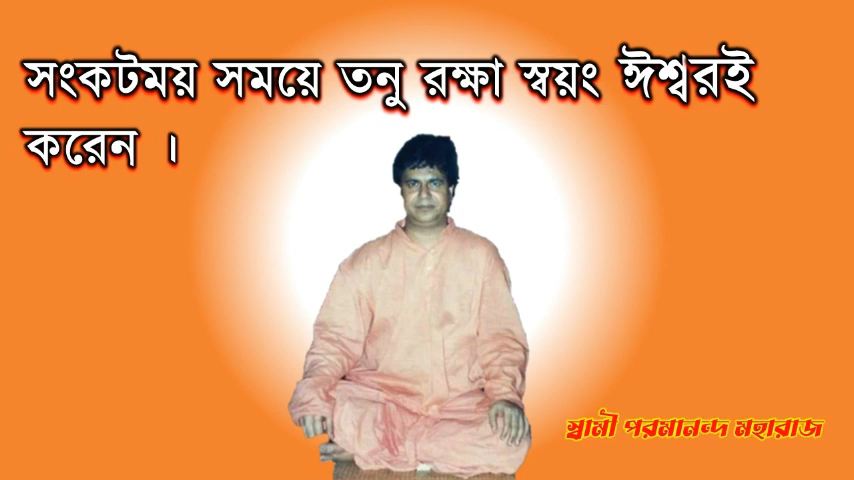 সংকটময় সময়ে তনু রক্ষা স্বয়ং ঈশ্বরই
করেন ।
স্বামী পরমানন্দ মহারাজ